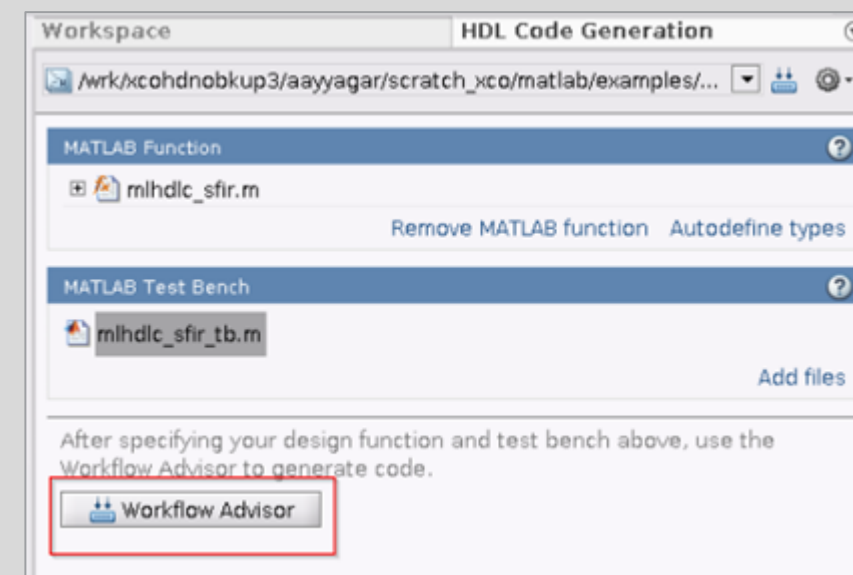 Workspace
HDL Code Generation
/wrk/xcohdnobkup3/aayyagar/scratch_xco/matlab/examples/...
MATLAB Function
mlhdlc_sfir.m
Remove MATLAB function Autodefine types
MATLAB Test Bench
mlhdlc_sfir_tb.m
Add files
After specifying your design function and test bench above, use the
Workflow Advisor to generate code.
Workflow Advisor